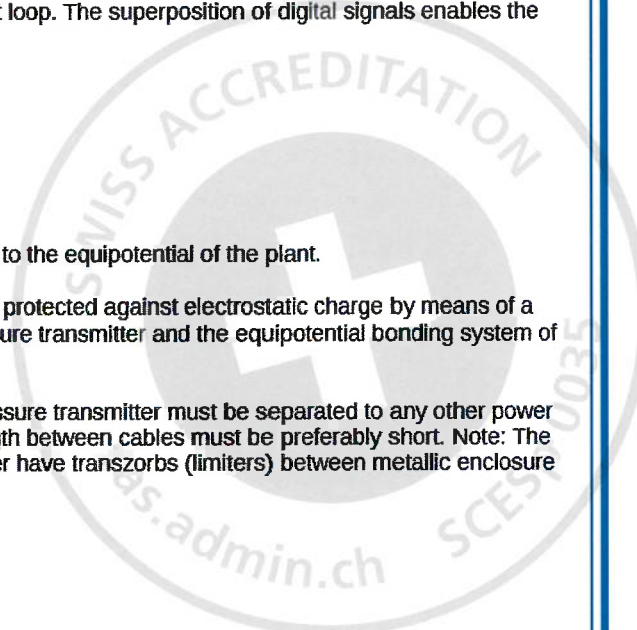 loop. The superposition of digital signals enables the
to the equipotential of the plant.
protected against electrostatic charge by means of a
ure transmitter and the equipotential bonding system of
ssure transmitter must be separated to any other power
th between cables must be preferably short. Note: The
r have transzorbs (limiters) between metallic enclosure
SWISS ACCREDITATION
sas.admin.ch
SCESp 0035